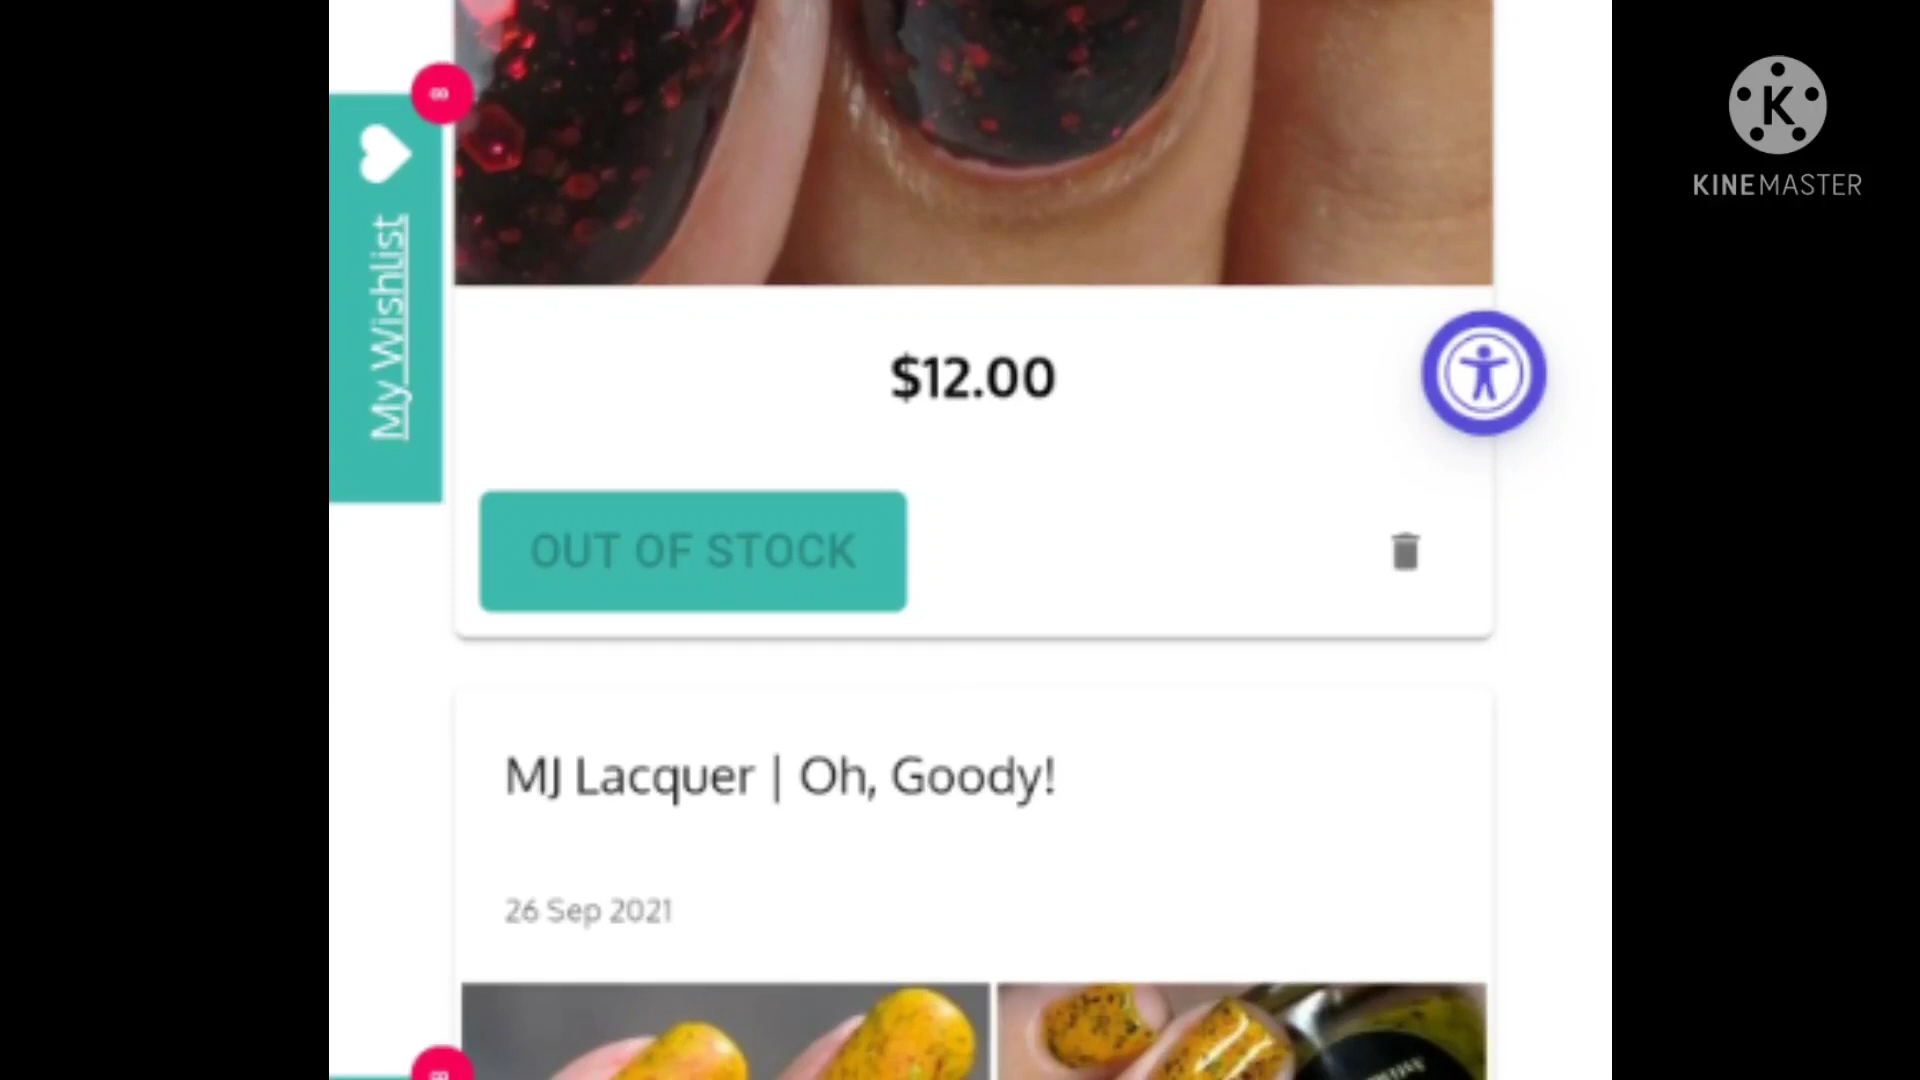 My Wishlist
$12.00
OUT OF STOCK
MJ Lacquer | Oh, Goody!
26 Sep 2021
K
KINEMASTER